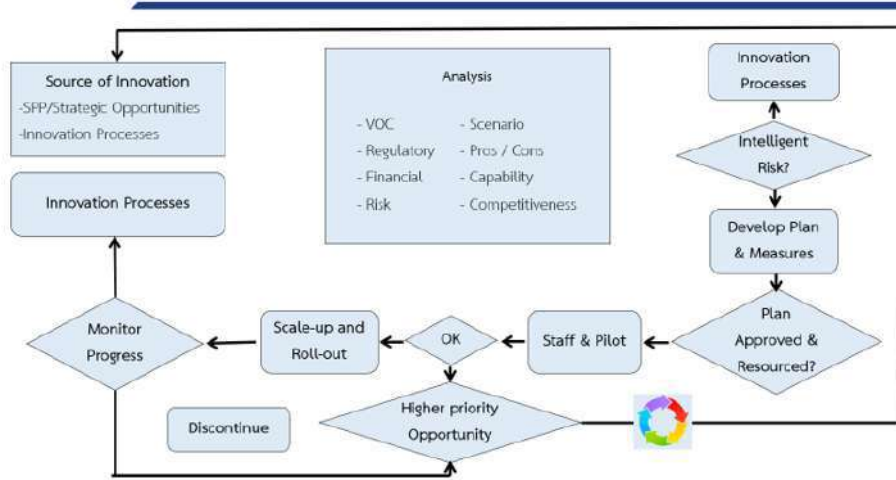 Source of Innovation
-SPP/Strategic Opportunities
-Innovation Processes
Analysis
- VOC
- Regulatory
- Financial
- Risk
- Scenario
- Pros / Cons
- Capability
- Competitiveness
Innovation
Processes
Intelligent
Risk?
Develop Plan
& Measures
Plan
Approved &
Resourced?
Staff & Pilot
OK
Scale-up and
Roll-out
Monitor
Progress
Innovation Processes
Higher priority
Opportunity
Discontinue